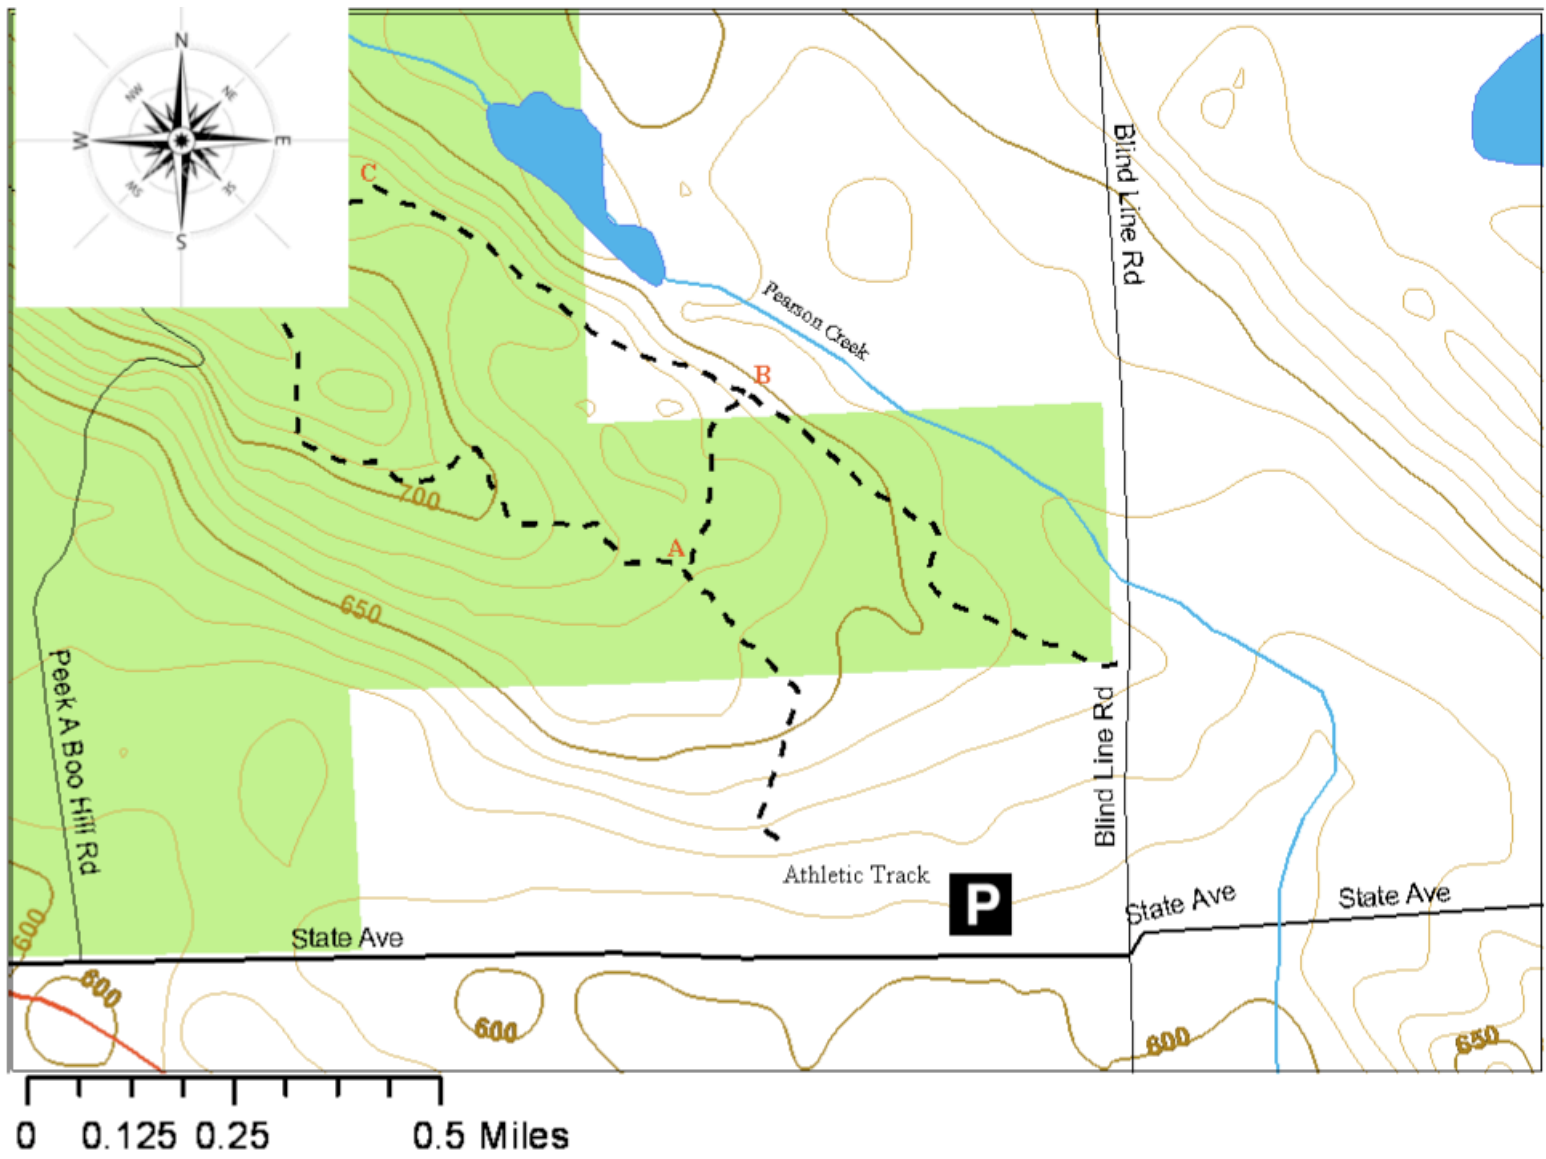 N
NW
NE
W
E
SW
SE
S
C
Blind Line Rd
Pearson Creek
B
700
A
650
Peek A Boo Hill Rd
Blind Line Rd
Athletic Track
P
State Ave
State Ave
600
State Ave
600
600
600
650
0 0.125 0.25 0.5 Miles